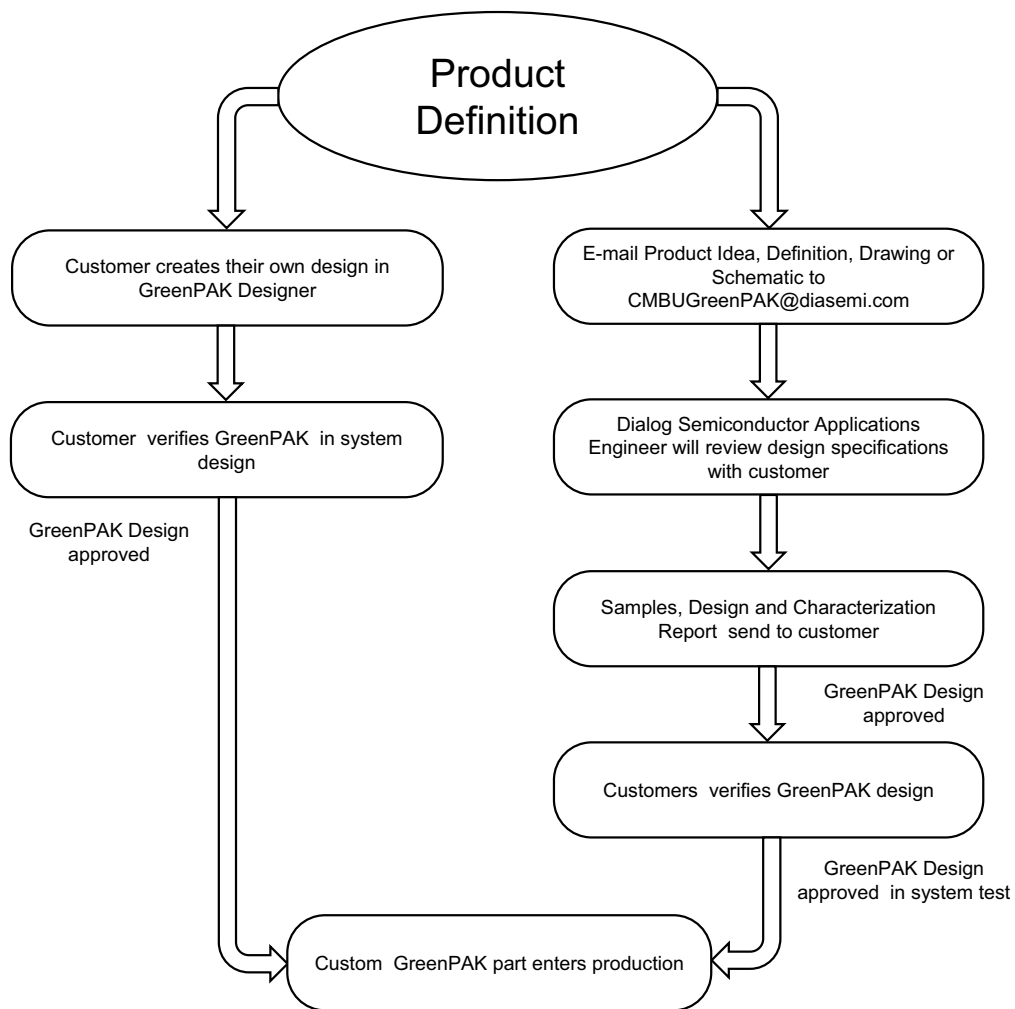 Product
Definition
Customer creates their own design in
GreenPAK Designer
Customer verifies GreenPAK in system
design
GreenPAK Design
approved
E-mail Product Idea, Definition, Drawing or
Schematic to
CMBUGreenPAK@diasemi.com
Dialog Semiconductor Applications
Engineer will review design specifications
with customer
Samples, Design and Characterization
Report send to customer
GreenPAK Design
approved
Customers verifies GreenPAK design
GreenPAK Design
approved in system test
Custom GreenPAK part enters production